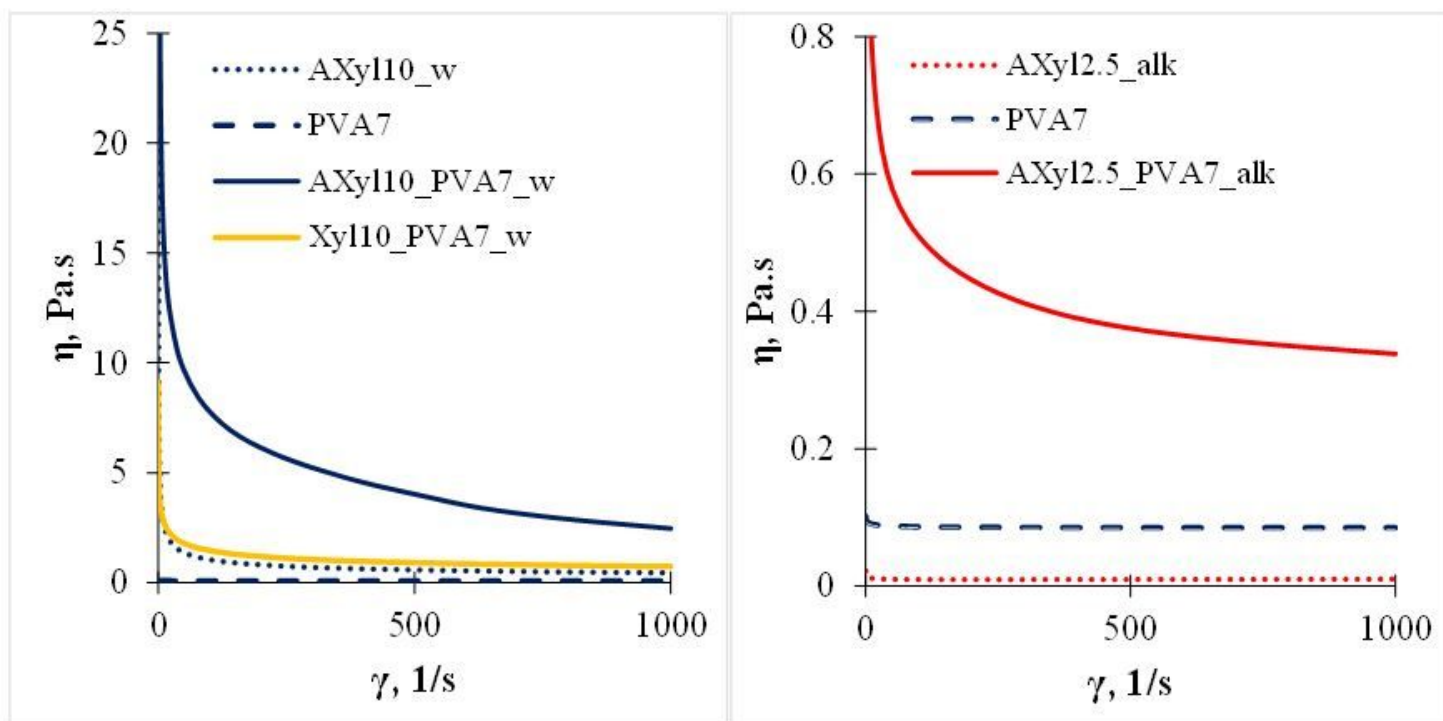 25
20
15
10
5
0
η, Pa.s
AXyl10_w
PVA7
AXyl10_PVA7_w
Xyl10_PVA7_w
0 500 1000
γ, 1/s
0.8
0.6
0.4
0.2
0
η, Pa.s
AXyl2.5_alk
PVA7
AXyl2.5_PVA7_alk
0 500 1000
γ, 1/s